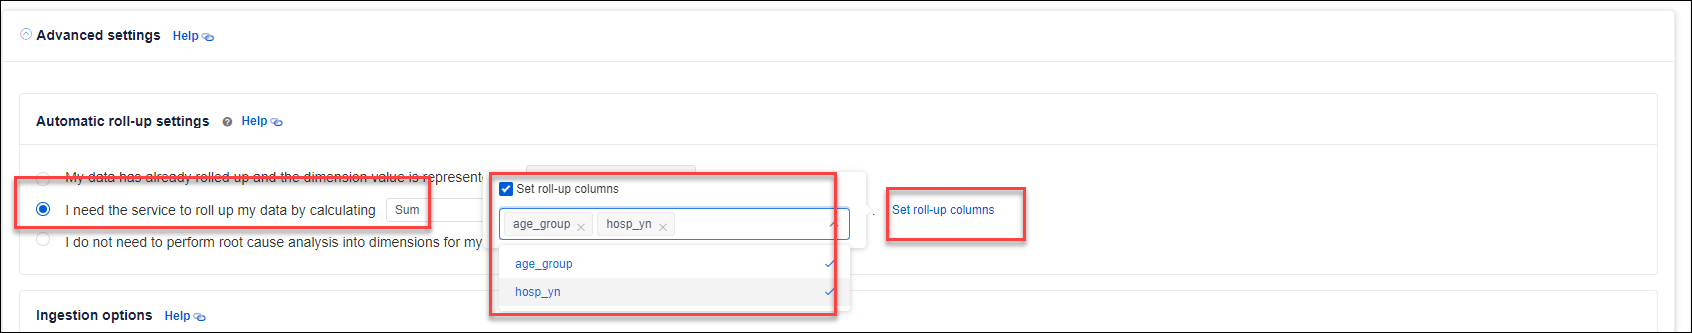 Advanced settings Help
Automatic roll-up settings Help
My data has already rolled up and the dimension value is represente
Set roll-up columns
I need the service to roll up my data by calculating Sum
age_group hosp_yn
. Set roll-up columns
I do not need to perform root cause analysis into dimensions for my
age_group
hosp_yn
Ingestion options Help